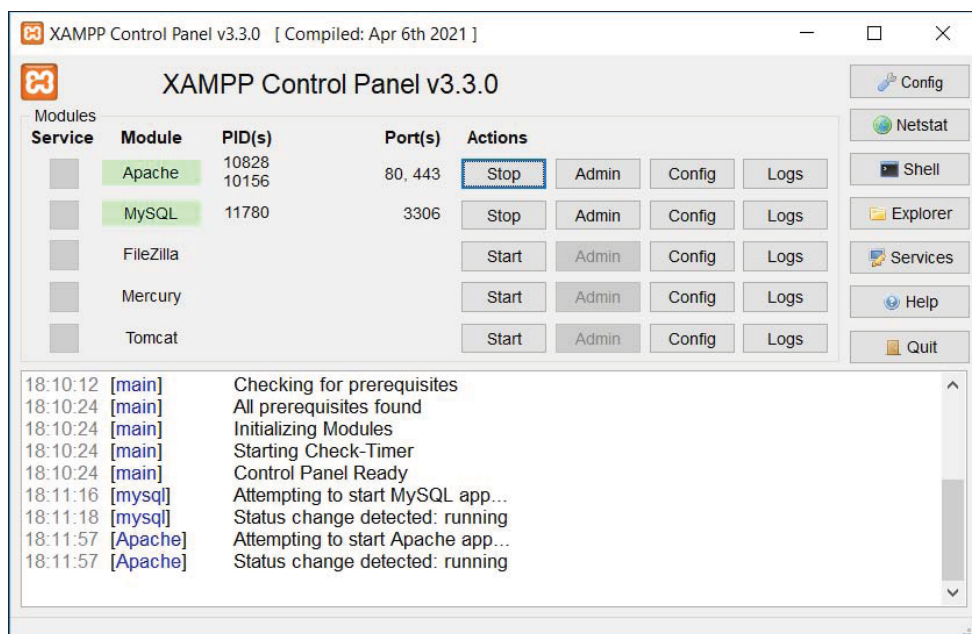 XAMPP Control Panel v3.3.0 [ Compiled: Apr 6th 2021 ]
XAMPP Control Panel v3.3.0
Config
Modules
Service Module PID(s) Port(s) Actions
Netstat
Apache 10828 10156 80, 443 Stop Admin Config Logs
Shell
MySQL 11780 3306 Stop Admin Config Logs
Explorer
FileZilla Start Admin Config Logs
Services
Mercury Start Admin Config Logs
Help
Tomcat Start Admin Config Logs
Quit
18:10:12 [main] Checking for prerequisites
18:10:24 [main] All prerequisites found
18:10:24 [main] Initializing Modules
18:10:24 [main] Starting Check-Timer
18:10:24 [main] Control Panel Ready
18:11:16 [mysql] Attempting to start MySQL app...
18:11:18 [mysql] Status change detected: running
18:11:57 [Apache] Attempting to start Apache app...
18:11:57 [Apache] Status change detected: running